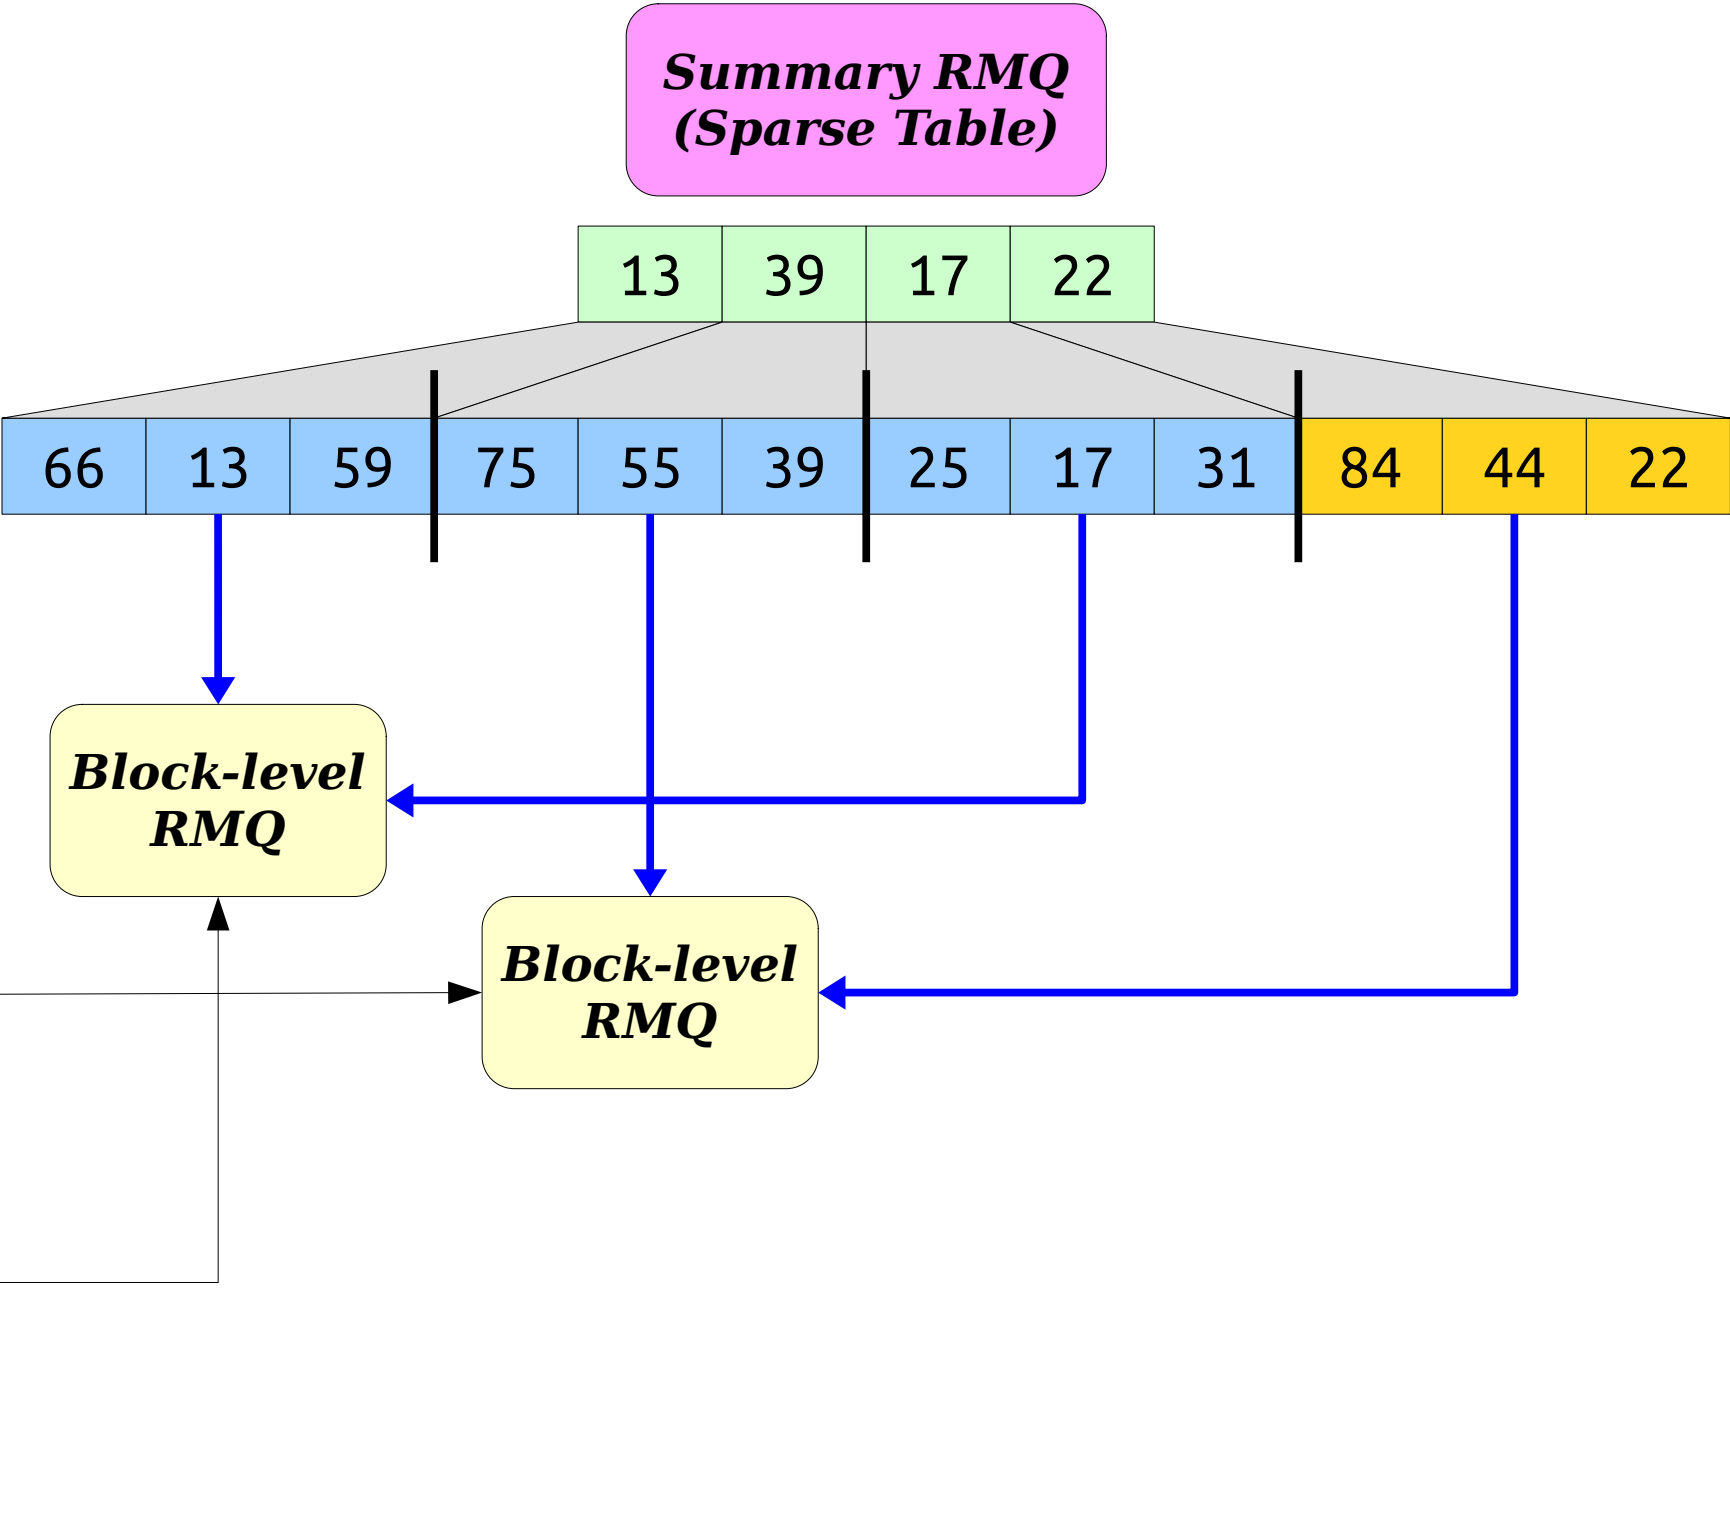 Summary RMQ
(Sparse Table)
13 39 17 22
66 13 59 75 55 39 25 17 31 84 44 22
Block-level
RMQ
Block-level
RMQ